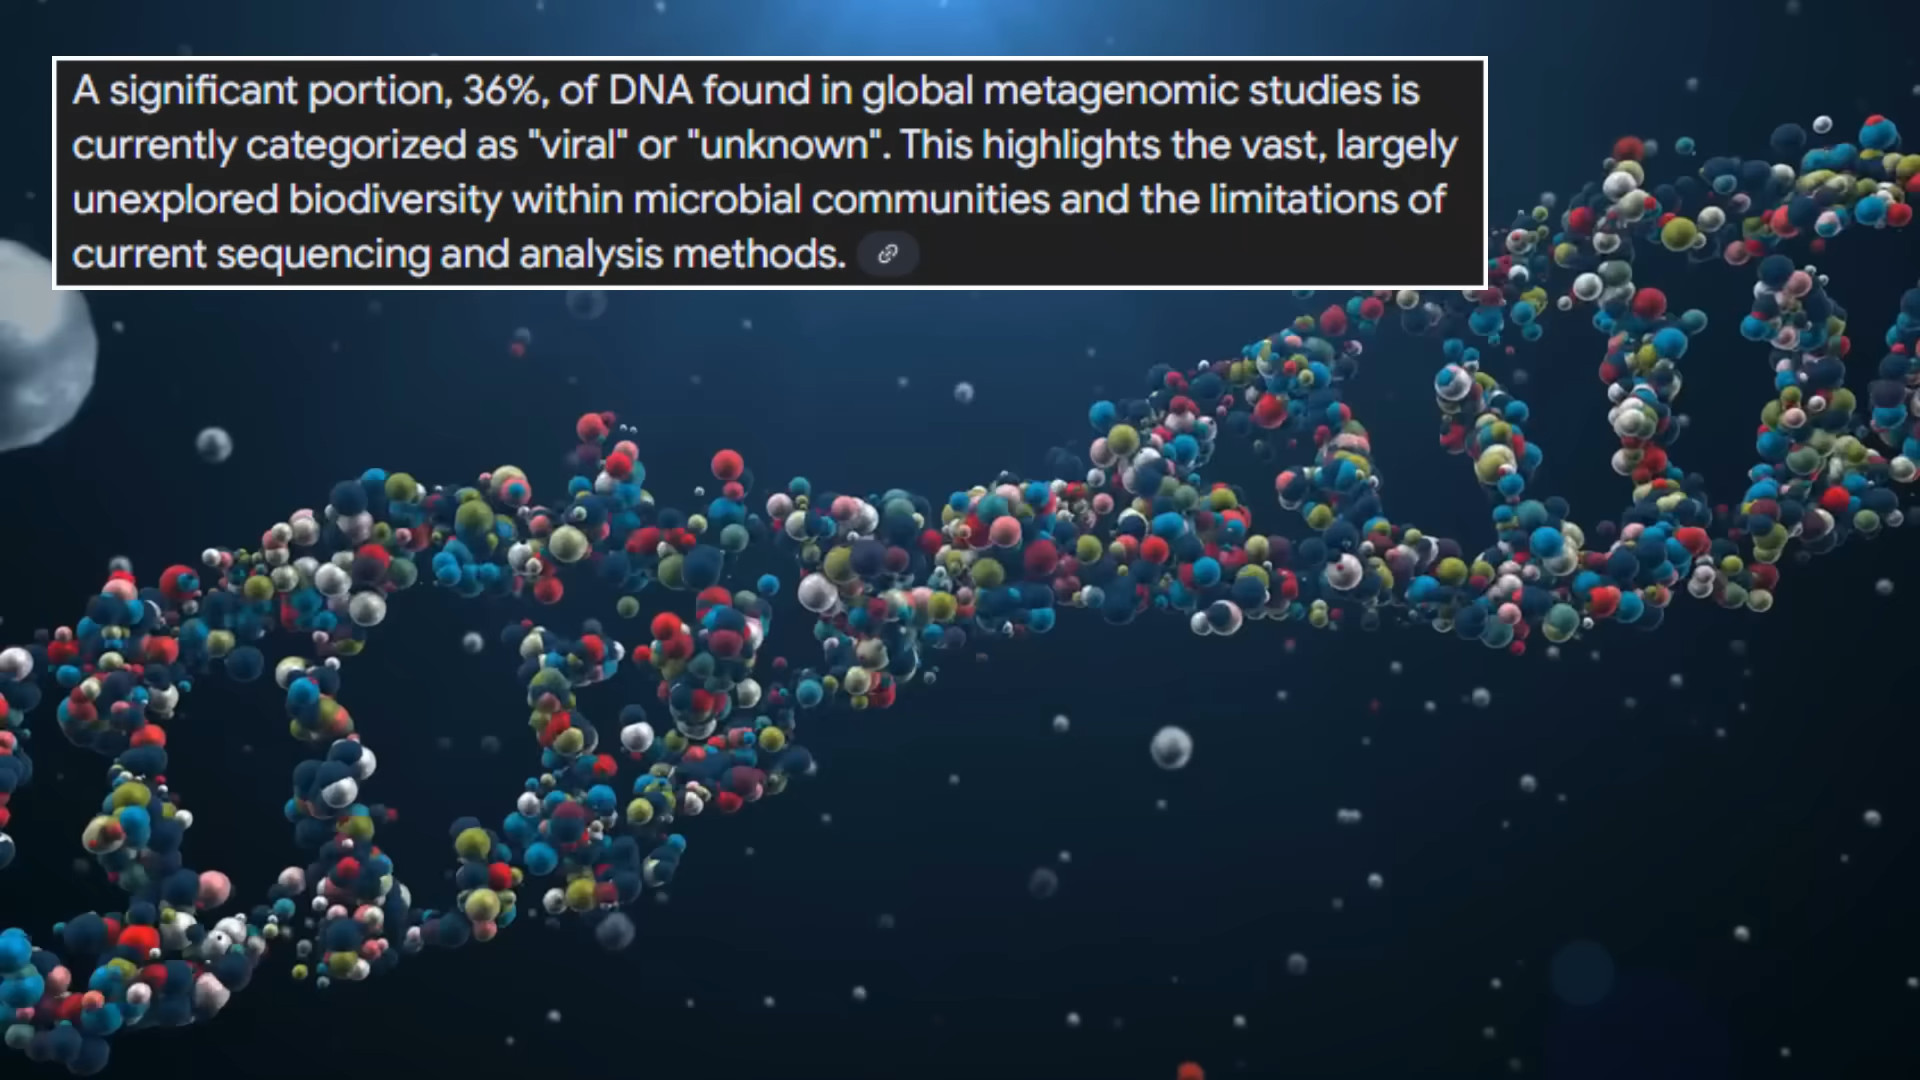 A significant portion, 36%, of DNA found in global metagenomic studies is
currently categorized as "viral" or "unknown". This highlights the vast, largely
unexplored biodiversity within microbial communities and the limitations of
current sequencing and analysis methods.